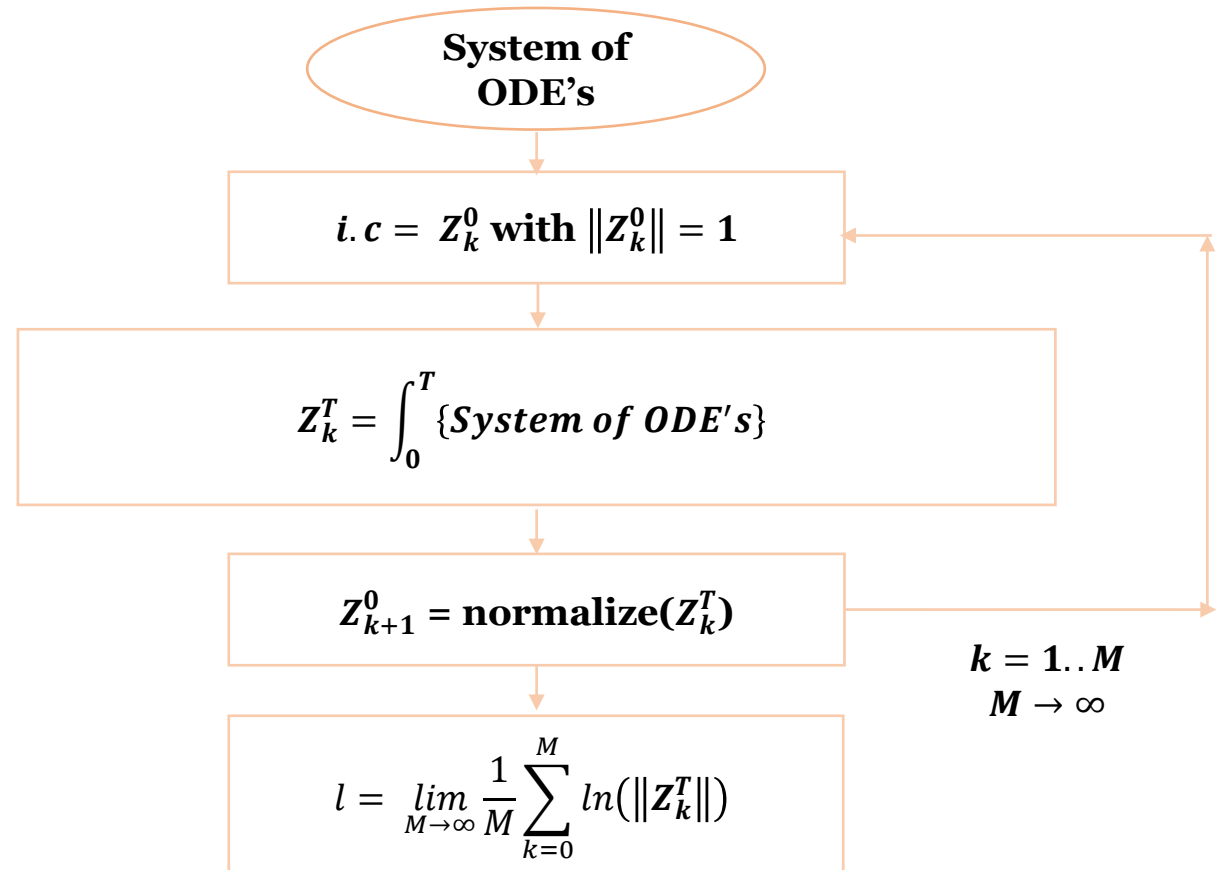 System of
ODE’s
i.c = Z_k^0 with ‖Z_k^0‖ = 1
Z_k^T = ∫_0^T {System of ODE′s}
Z_{k+1}^0 = normalize(Z_k^T)
k = 1..M
M → ∞
l = lim_{M→∞} \frac{1}{M} ∑_{k=0}^{M} ln(‖Z_k^T‖)